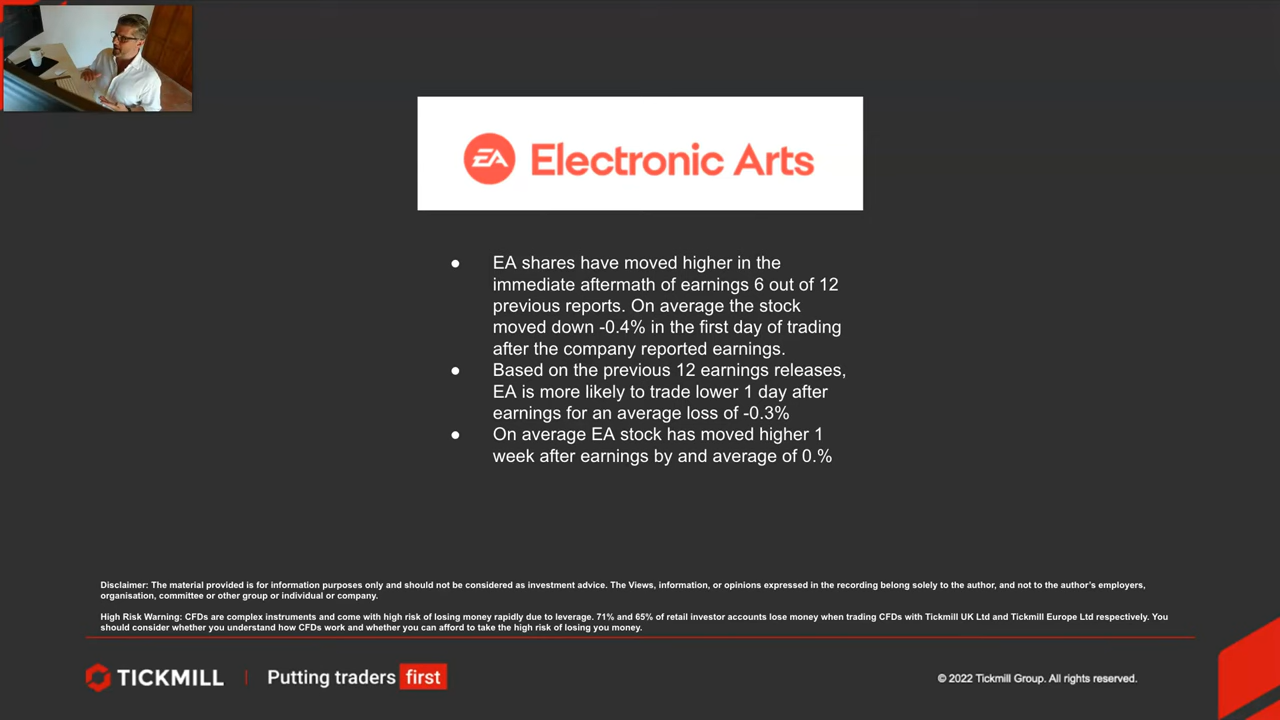 EA Electronic Arts
● EA shares have moved higher in the
immediate aftermath of earnings 6 out of 12
previous reports. On average the stock
moved down -0.4% in the first day of trading
after the company reported earnings.
● Based on the previous 12 earnings releases,
EA is more likely to trade lower 1 day after
earnings for an average loss of -0.3%
● On average EA stock has moved higher 1
week after earnings by and average of 0.%
Disclaimer: The material provided is for information purposes only and should not be considered as investment advice. The Views, information, or opinions expressed in the recording belong solely to the author, and not to the author's employers,
organisation, committee or other group or individual or company.
High Risk Warning: CFDs are complex instruments and come with high risk of losing money rapidly due to leverage. 71% and 65% of retail investor accounts lose money when trading CFDs with Tickmill UK Ltd and Tickmill Europe Ltd respectively. You
should consider whether you understand how CFDs work and whether you can afford to take the high risk of losing you money.
TICKMILL | Putting traders first
© 2022 Tickmill Group. All rights reserved.